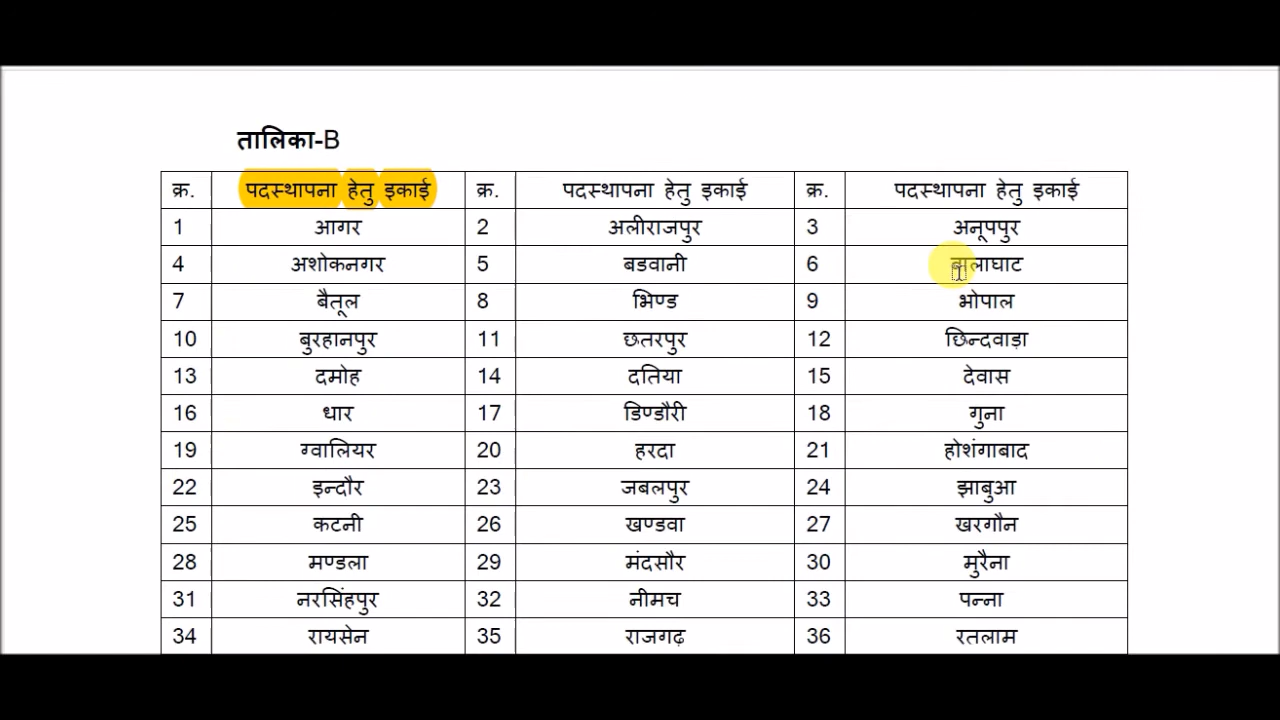 तालिका-B
क्र. पदस्थापना हेतु इकाई क्र. पदस्थापना हेतु इकाई क्र. पदस्थापना हेतु इकाई
1 आगर 2 अलीराजपुर 3 अनूपपुर
4 अशोकनगर 5 बडवानी 6 बालाघाट
7 बैतूल 8 भिण्ड 9 भोपाल
10 बुरहानपुर 11 छतरपुर 12 छिन्दवाड़ा
13 दमोह 14 दतिया 15 देवास
16 धार 17 डिण्डौरी 18 गुना
19 ग्वालियर 20 हरदा 21 होशंगाबाद
22 इन्दौर 23 जबलपुर 24 झाबुआ
25 कटनी 26 खण्डवा 27 खरगौन
28 मण्डला 29 मंदसौर 30 मुरैना
31 नरसिंहपुर 32 नीमच 33 पन्ना
34 रायसेन 35 राजगढ़ 36 रतलाम